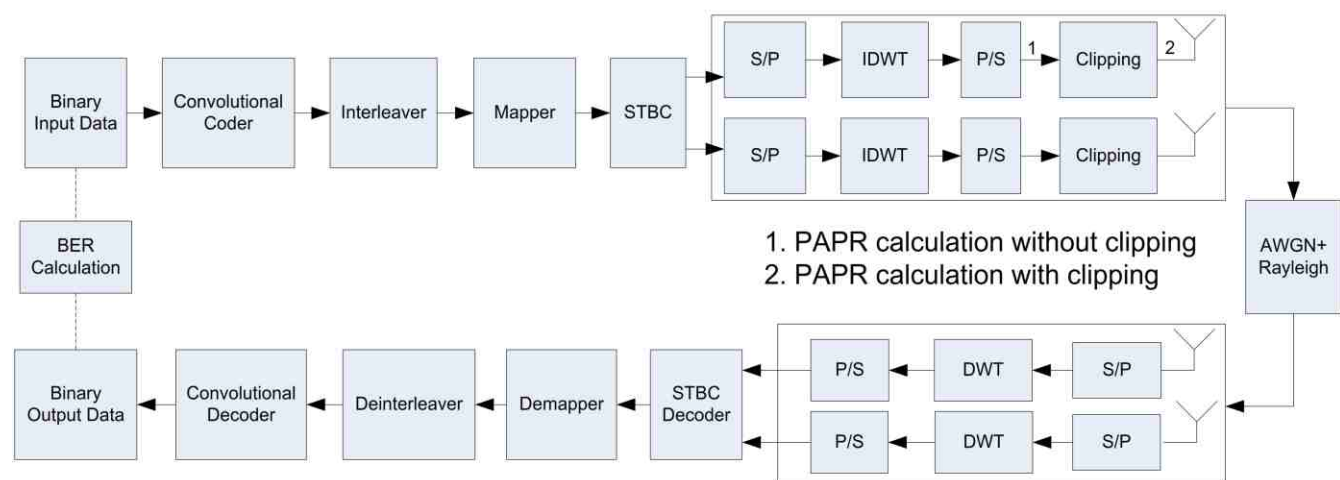 S/P
IDWT
P/S
1
Clipping
2
Binary
Input Data
Convolutional
Coder
Interleaver
Mapper
STBC
S/P
IDWT
P/S
Clipping
BER
Calculation
1. PAPR calculation without clipping
2. PAPR calculation with clipping
AWGN+
Rayleigh
P/S
DWT
S/P
Binary
Output Data
Convolutional
Decoder
Deinterleaver
Demapper
STBC
Decoder
P/S
DWT
S/P